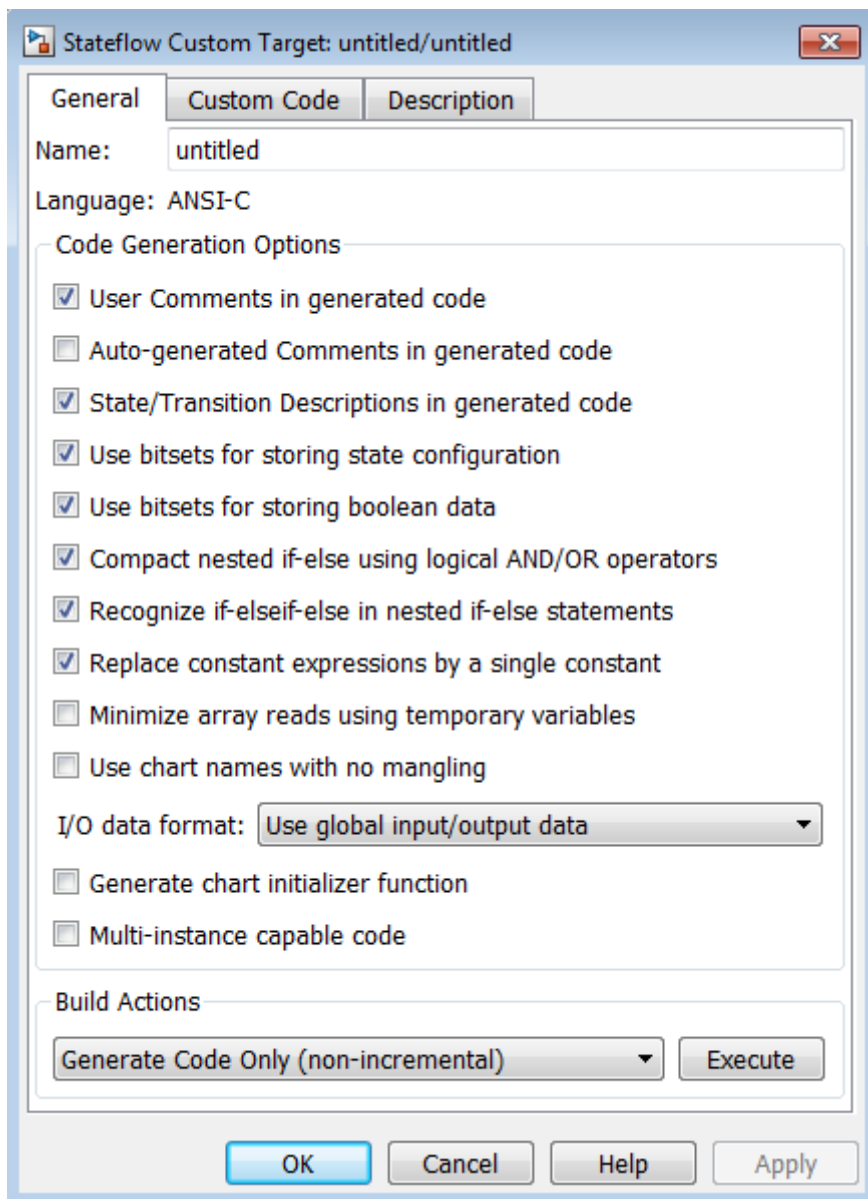 Stateflow Custom Target: untitled/untitled
General Custom Code Description
Name: untitled
Language: ANSI-C
Code Generation Options
User Comments in generated code
Auto-generated Comments in generated code
State/Transition Descriptions in generated code
Use bitsets for storing state configuration
Use bitsets for storing boolean data
Compact nested if-else using logical AND/OR operators
Recognize if-elseif-else in nested if-else statements
Replace constant expressions by a single constant
Minimize array reads using temporary variables
Use chart names with no mangling
I/O data format: Use global input/output data
Generate chart initializer function
Multi-instance capable code
Build Actions
Generate Code Only (non-incremental) Execute
OK Cancel Help Apply